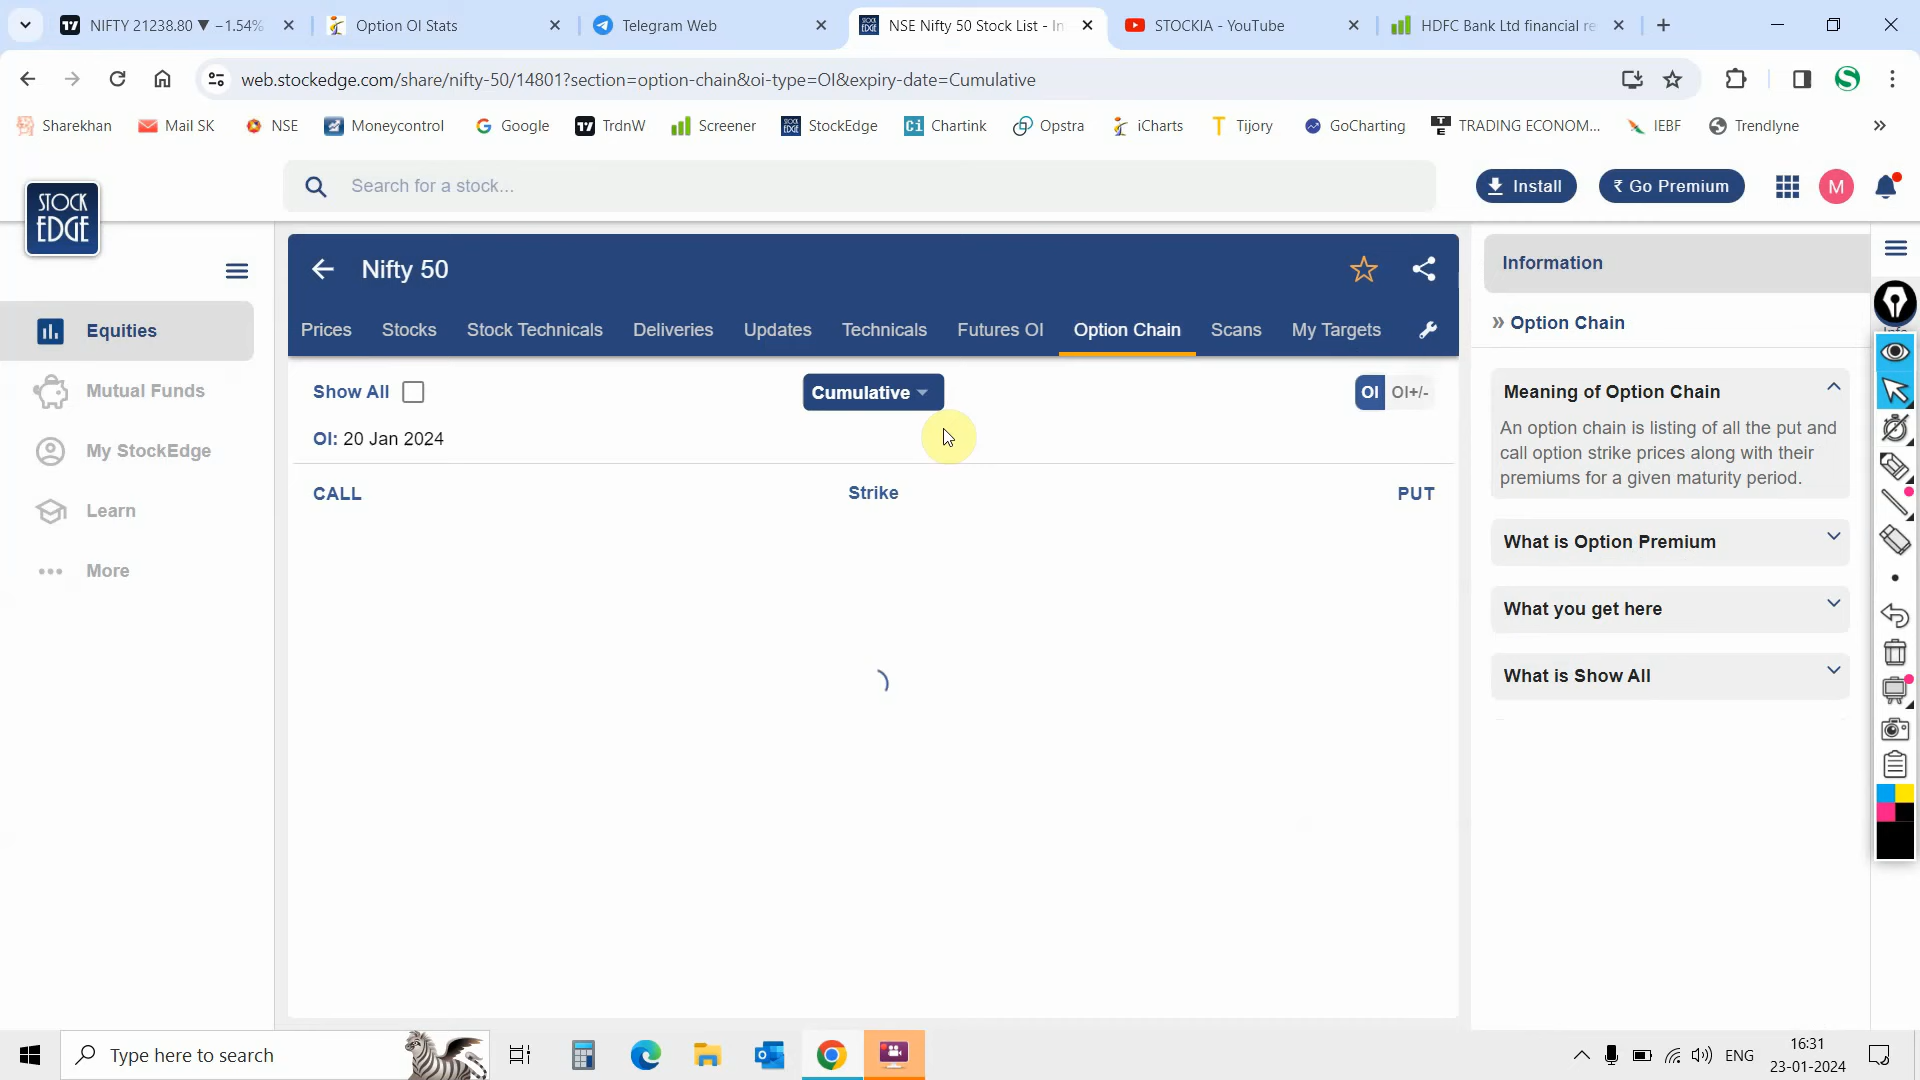 NIFTY 21238.80 ▼ −1.54%
Option OI Stats
Telegram Web
NSE Nifty 50 Stock List - In
STOCKIA - YouTube
HDFC Bank Ltd financial re
web.stockedge.com/share/nifty-50/14801?section=option-chain&oi-type=OI&expiry-date=Cumulative
Sharekhan
Mail SK
NSE
Moneycontrol
Google
TrdnW
Screener
StockEdge
Chartink
Opstra
iCharts
Tijory
GoCharting
TRADING ECONOM...
IEBF
Trendlyne
STOCK
EDGE
Search for a stock...
Install
₹ Go Premium
M
Nifty 50
Prices
Stocks
Stock Technicals
Deliveries
Updates
Technicals
Futures OI
Option Chain
Scans
My Targets
Equities
Mutual Funds
My StockEdge
Learn
More
Show All
Cumulative
OI
OI+/-
OI: 20 Jan 2024
CALL
Strike
PUT
Information
» Option Chain
Meaning of Option Chain
An option chain is listing of all the put and
call option strike prices along with their
premiums for a given maturity period.
What is Option Premium
What you get here
What is Show All
Type here to search
ENG
16:31
23-01-2024